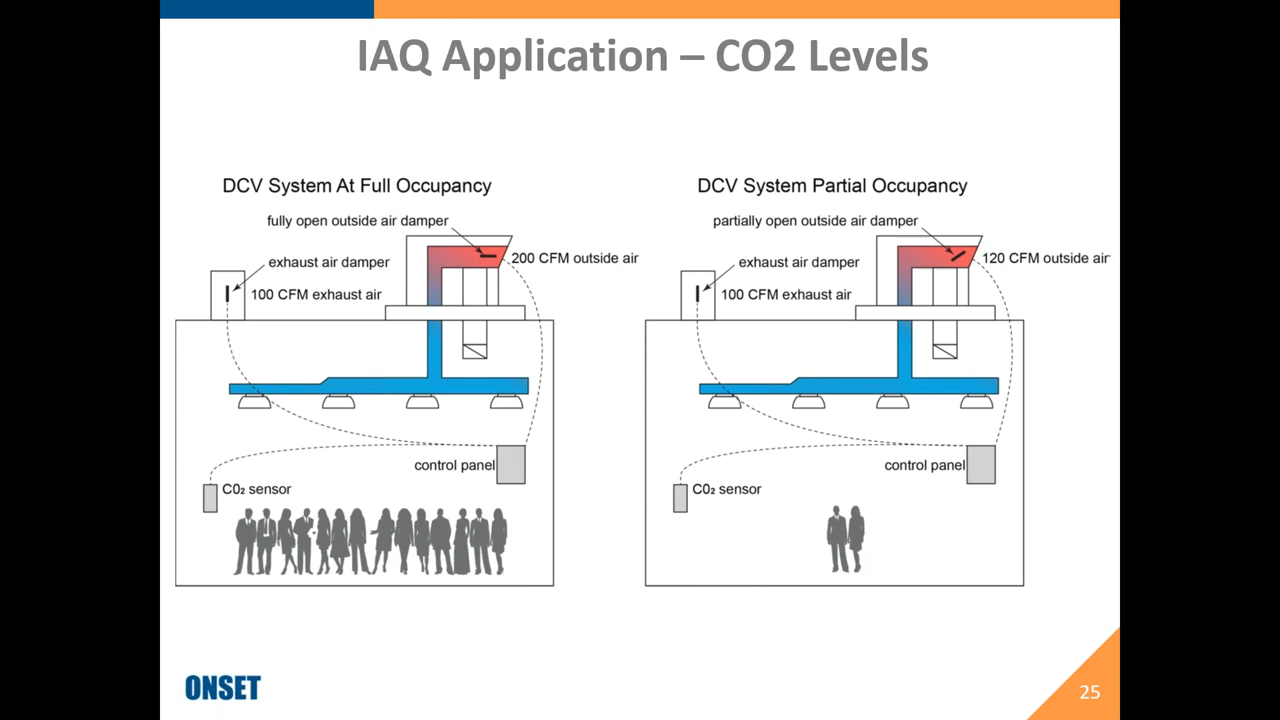 IAQ Application – CO2 Levels
DCV System At Full Occupancy
fully open outside air damper
200 CFM outside air
exhaust air damper
100 CFM exhaust air
control panel
C0₂ sensor
DCV System Partial Occupancy
partially open outside air damper
120 CFM outside air
exhaust air damper
100 CFM exhaust air
control panel
C0₂ sensor
ONSET
25